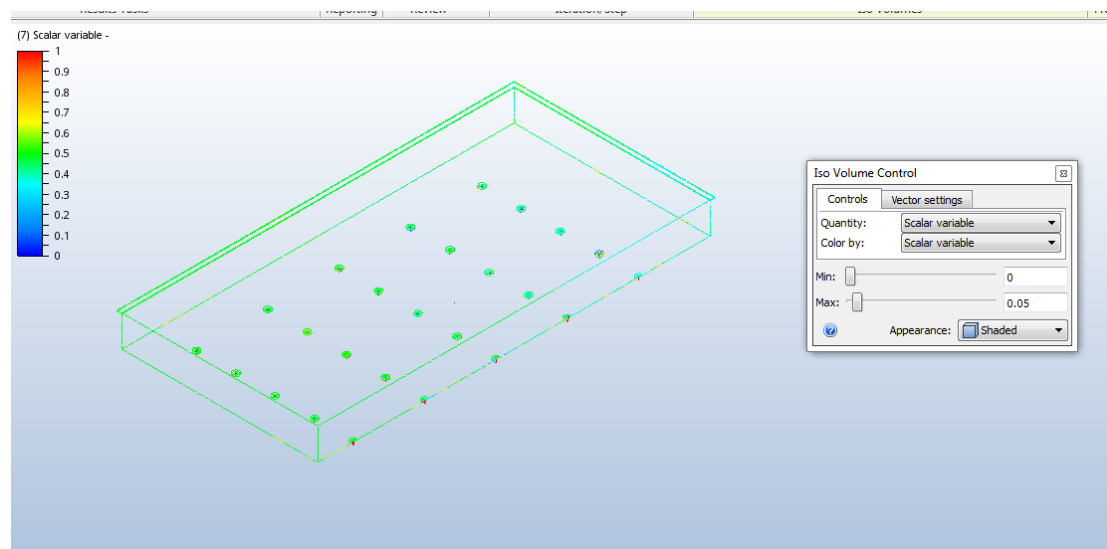 Results Tasks Reporting Review Iteration/Step Iso Volumes
(7) Scalar variable -
1
0.9
0.8
0.7
0.6
0.5
0.4
0.3
0.2
0.1
0
Iso Volume Control
Controls Vector settings
Quantity: Scalar variable
Color by: Scalar variable
Min: 0
Max: 0.05
Appearance: Shaded